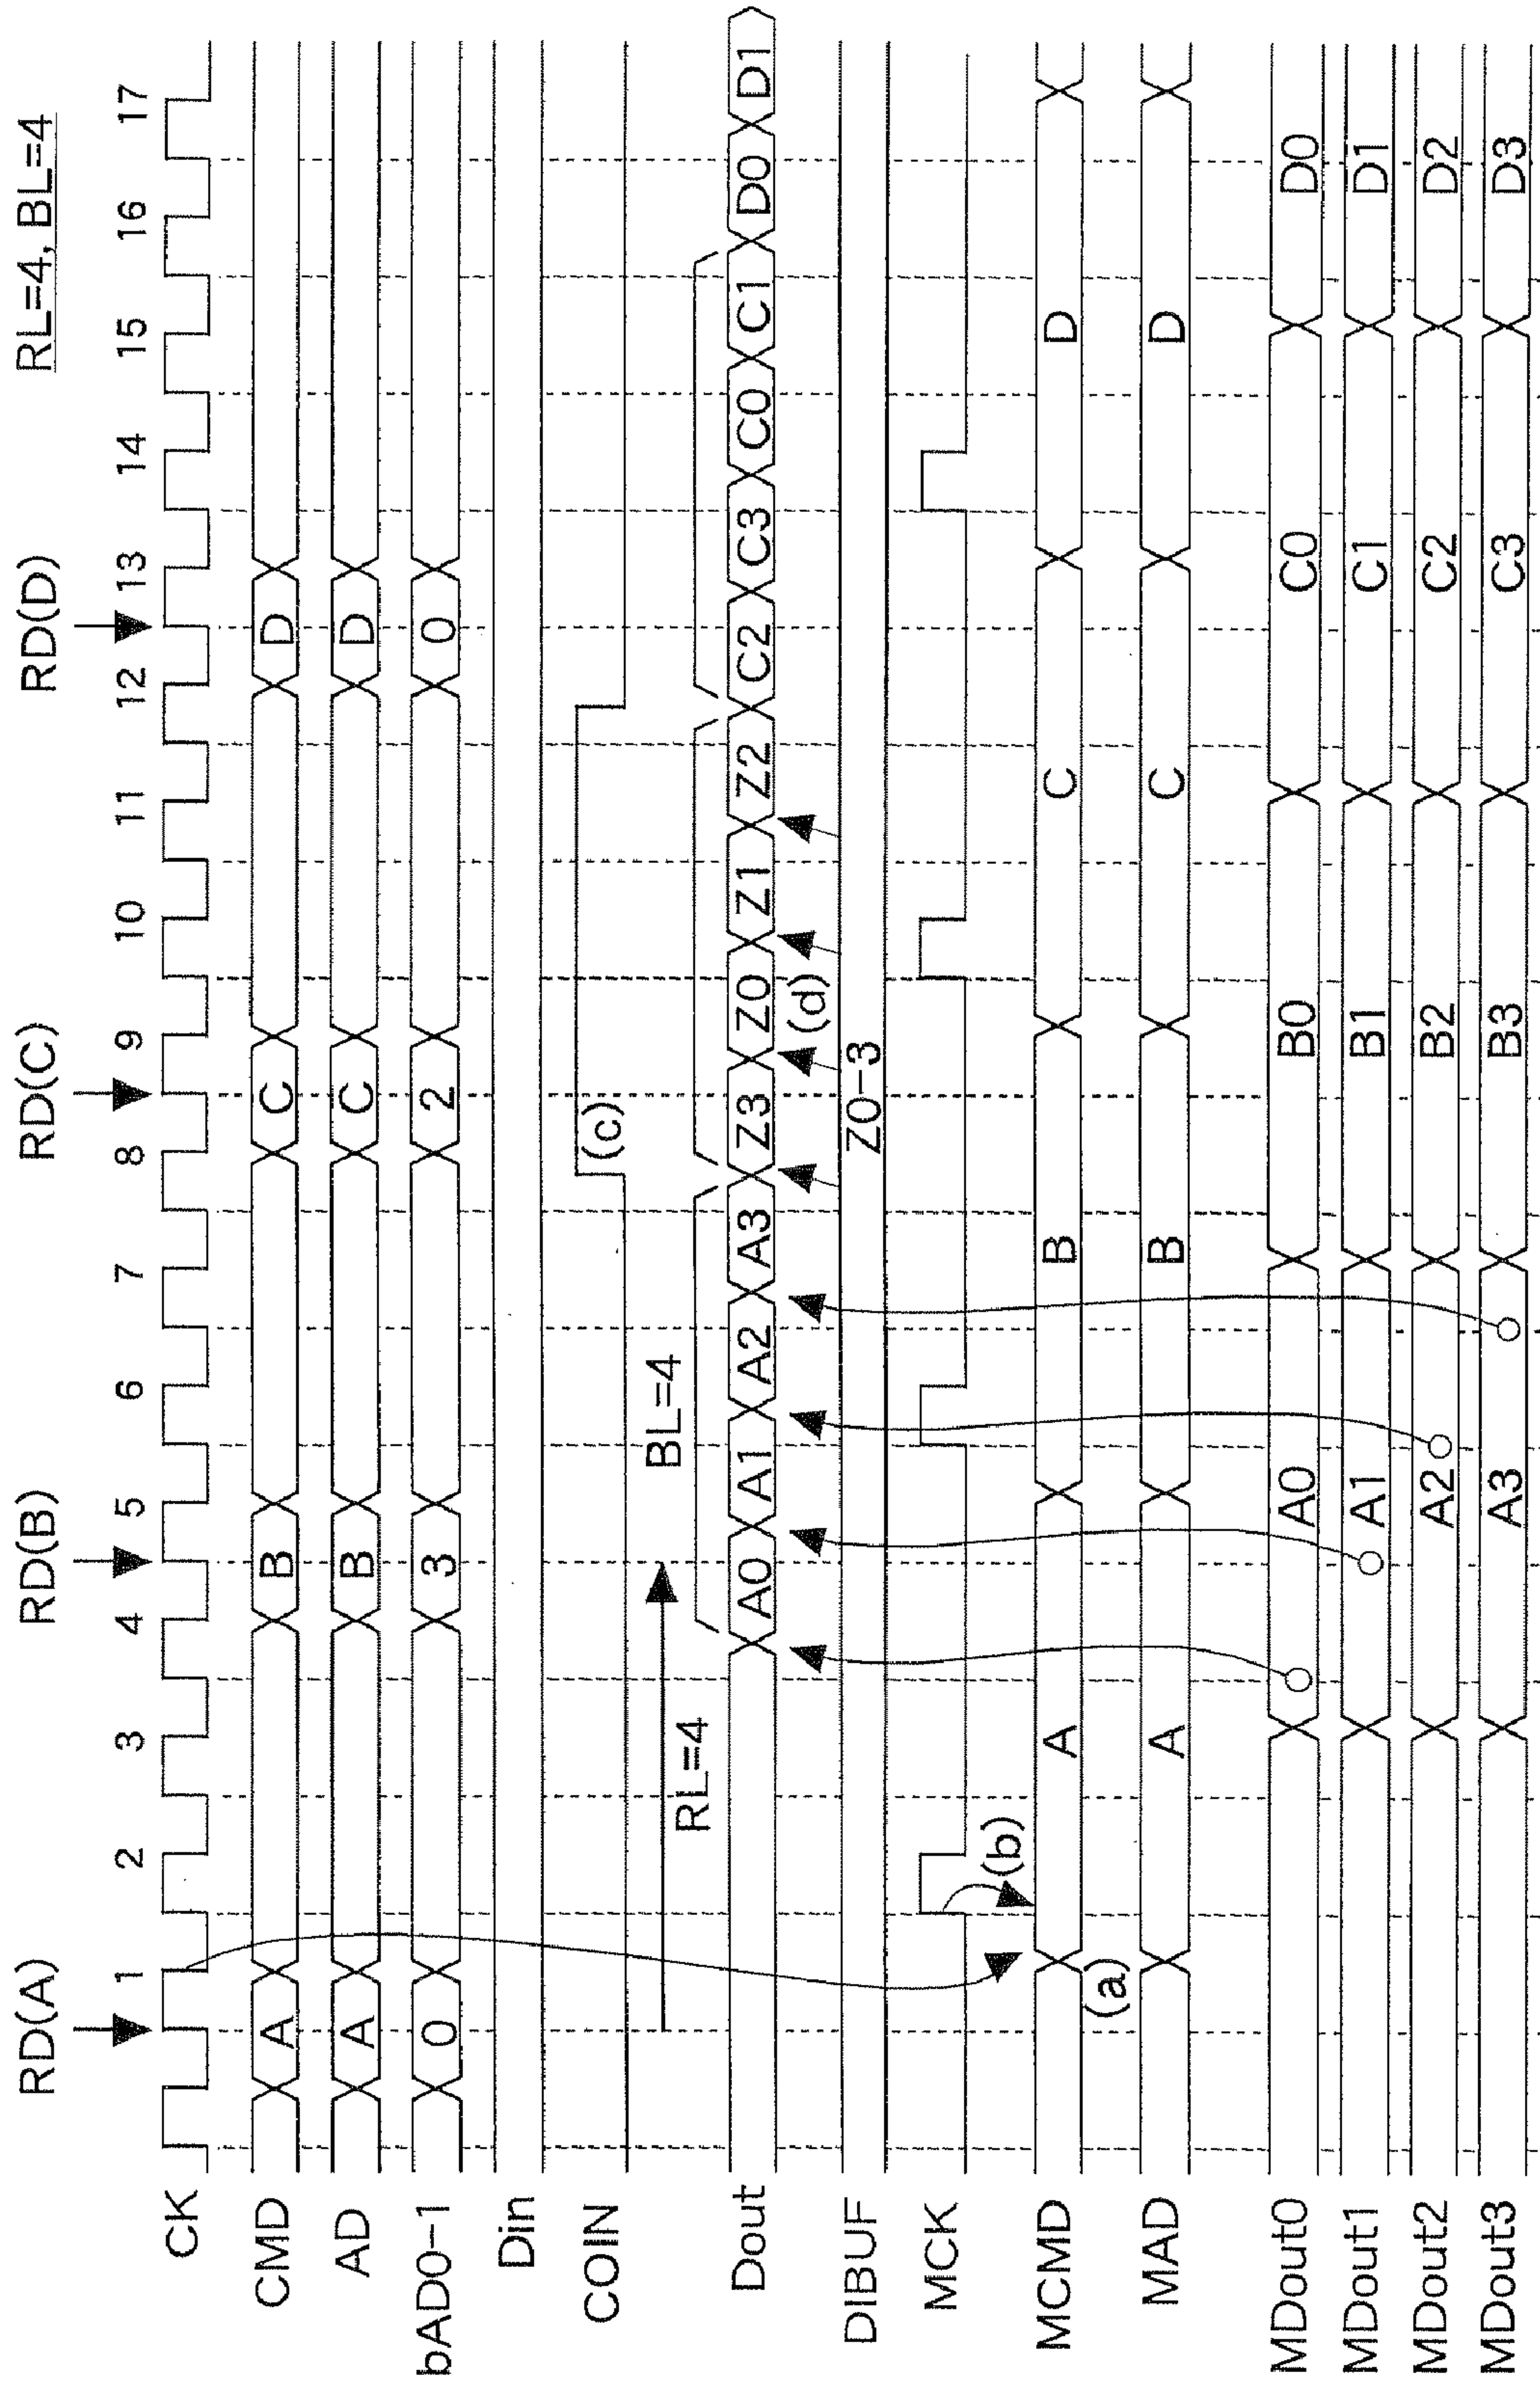 RL=4, BL=4
RD(A) RD(B) RD(C) RD(D)
1 2 3 4 5 6 7 8 9 10 11 12 13 14 15 16 17
CK
CMD A B C D
AD A B C D
bAD0-1 0 3 2 0
Din
COIN (c)
RL=4 BL=4
Dout A0 A1 A2 A3 Z3 Z0 Z1 Z2 C2 C3 C0 C1 D0 D1
(d)
DIBUF Z0-3
MCK
(b)
MCMD A B C D
(a)
MAD A B C D
MDout0 A0 B0 C0 D0
MDout1 A1 B1 C1 D1
MDout2 A2 B2 C2 D2
MDout3 A3 B3 C3 D3